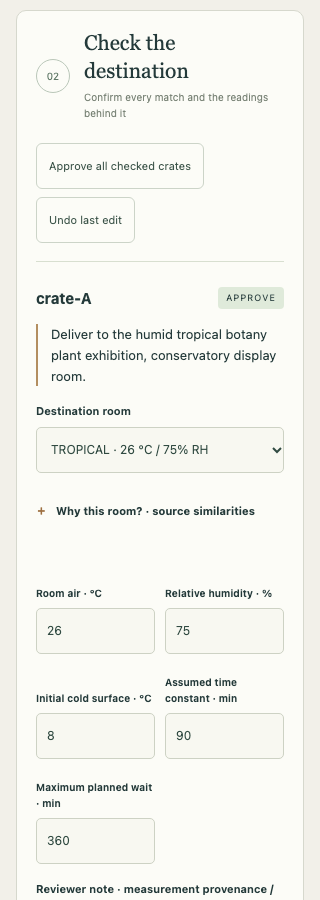 02
Check the
destination
Confirm every match and the readings
behind it
Approve all checked crates
Undo last edit
crate-A
APPROVE
Deliver to the humid tropical botany
plant exhibition, conservatory display
room.
Destination room
TROPICAL · 26 °C / 75% RH
+ Why this room? · source similarities
Room air · °C
Relative humidity · %
26
75
Initial cold surface · °C
Assumed time
constant · min
8
90
Maximum planned wait
· min
360
Reviewer note · measurement provenance /